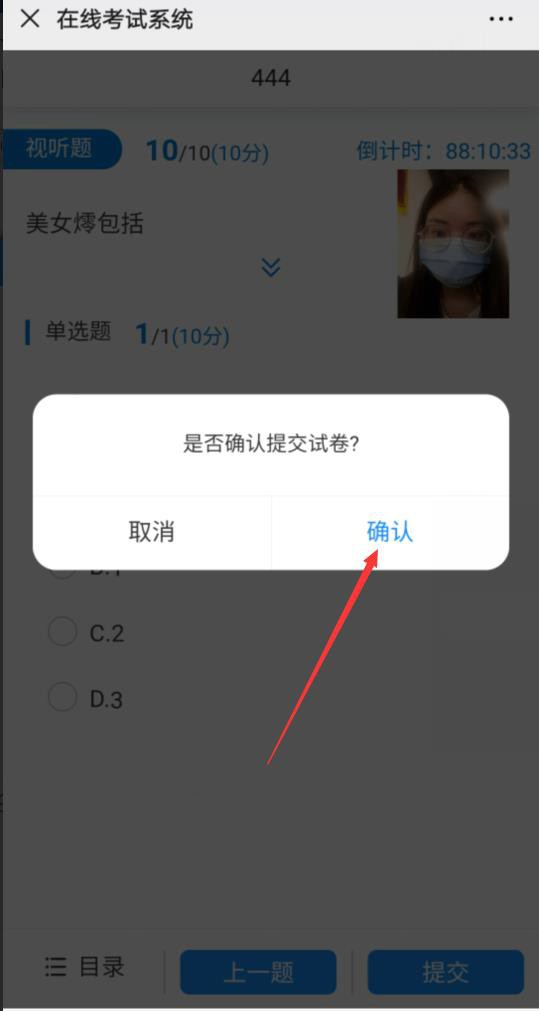 在线考试系统
444
视听题 10/10(10分) 倒计时：88:10:33
美女樗包括
单选题 1/1(10分)
是否确认提交试卷?
取消 确认
C.2
D.3
目录 上一题 提交